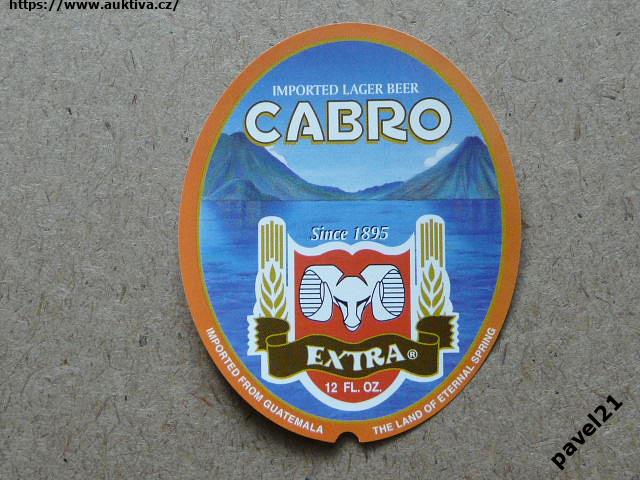 https://www.auktiva.cz/
IMPORTED LAGER BEER
CABRO
Since 1895
EXTRA®
12 FL. OZ.
IMPORTED FROM GUATEMALA
THE LAND OF ETERNAL SPRING
pavel21